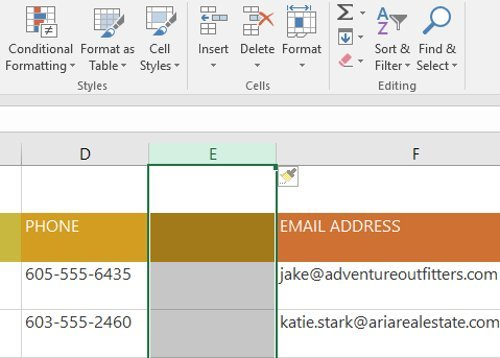 Conditional Formatting
Format as Table
Cell Styles
Insert
Delete
Format
Sort & Filter
Find & Select
Styles
Cells
Editing
D E F
PHONE EMAIL ADDRESS
605-555-6435 jake@adventureoutfitters.com
603-555-2460 katie.stark@ariarealestate.com